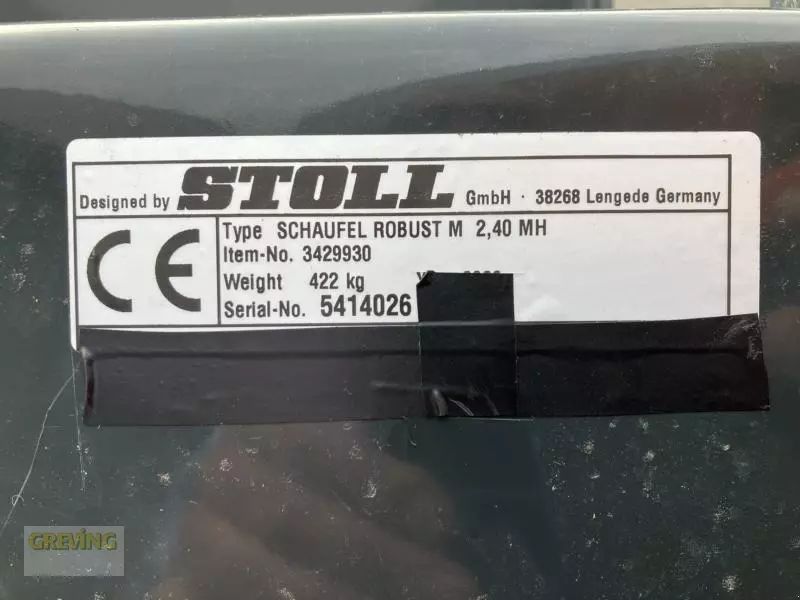 Designed by STOLL GmbH · 38268 Lengede Germany
CE
Type SCHAUFEL ROBUST M 2,40 MH
Item-No. 3429930
Weight 422 kg
Serial-No. 5414026
GREVING